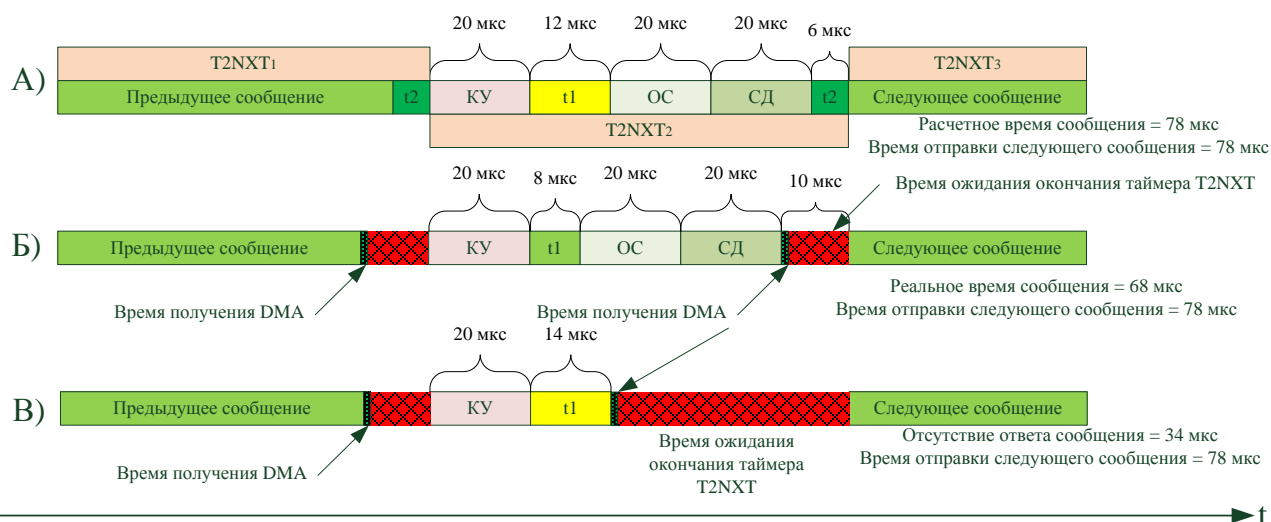 20 мкс
12 мкс
20 мкс
20 мкс
6 мкс
А)
T2NXT1
T2NXT3
Предыдущее сообщение
t2
КУ
t1
ОС
СД
t2
Следующее сообщение
T2NXT2
Расчетное время сообщения = 78 мкс
Время отправки следующего сообщения = 78 мкс
20 мкс
8 мкс
20 мкс
20 мкс
10 мкс
Время ожидания окончания таймера T2NXT
Б)
Предыдущее сообщение
КУ
t1
ОС
СД
Следующее сообщение
Реальное время сообщения = 68 мкс
Время отправки следующего сообщения = 78 мкс
Время получения DMA
Время получения DMA
20 мкс
14 мкс
В)
Предыдущее сообщение
КУ
t1
Следующее сообщение
Время ожидания
окончания таймера
T2NXT
Отсутствие ответа сообщения = 34 мкс
Время отправки следующего сообщения = 78 мкс
Время получения DMA
t